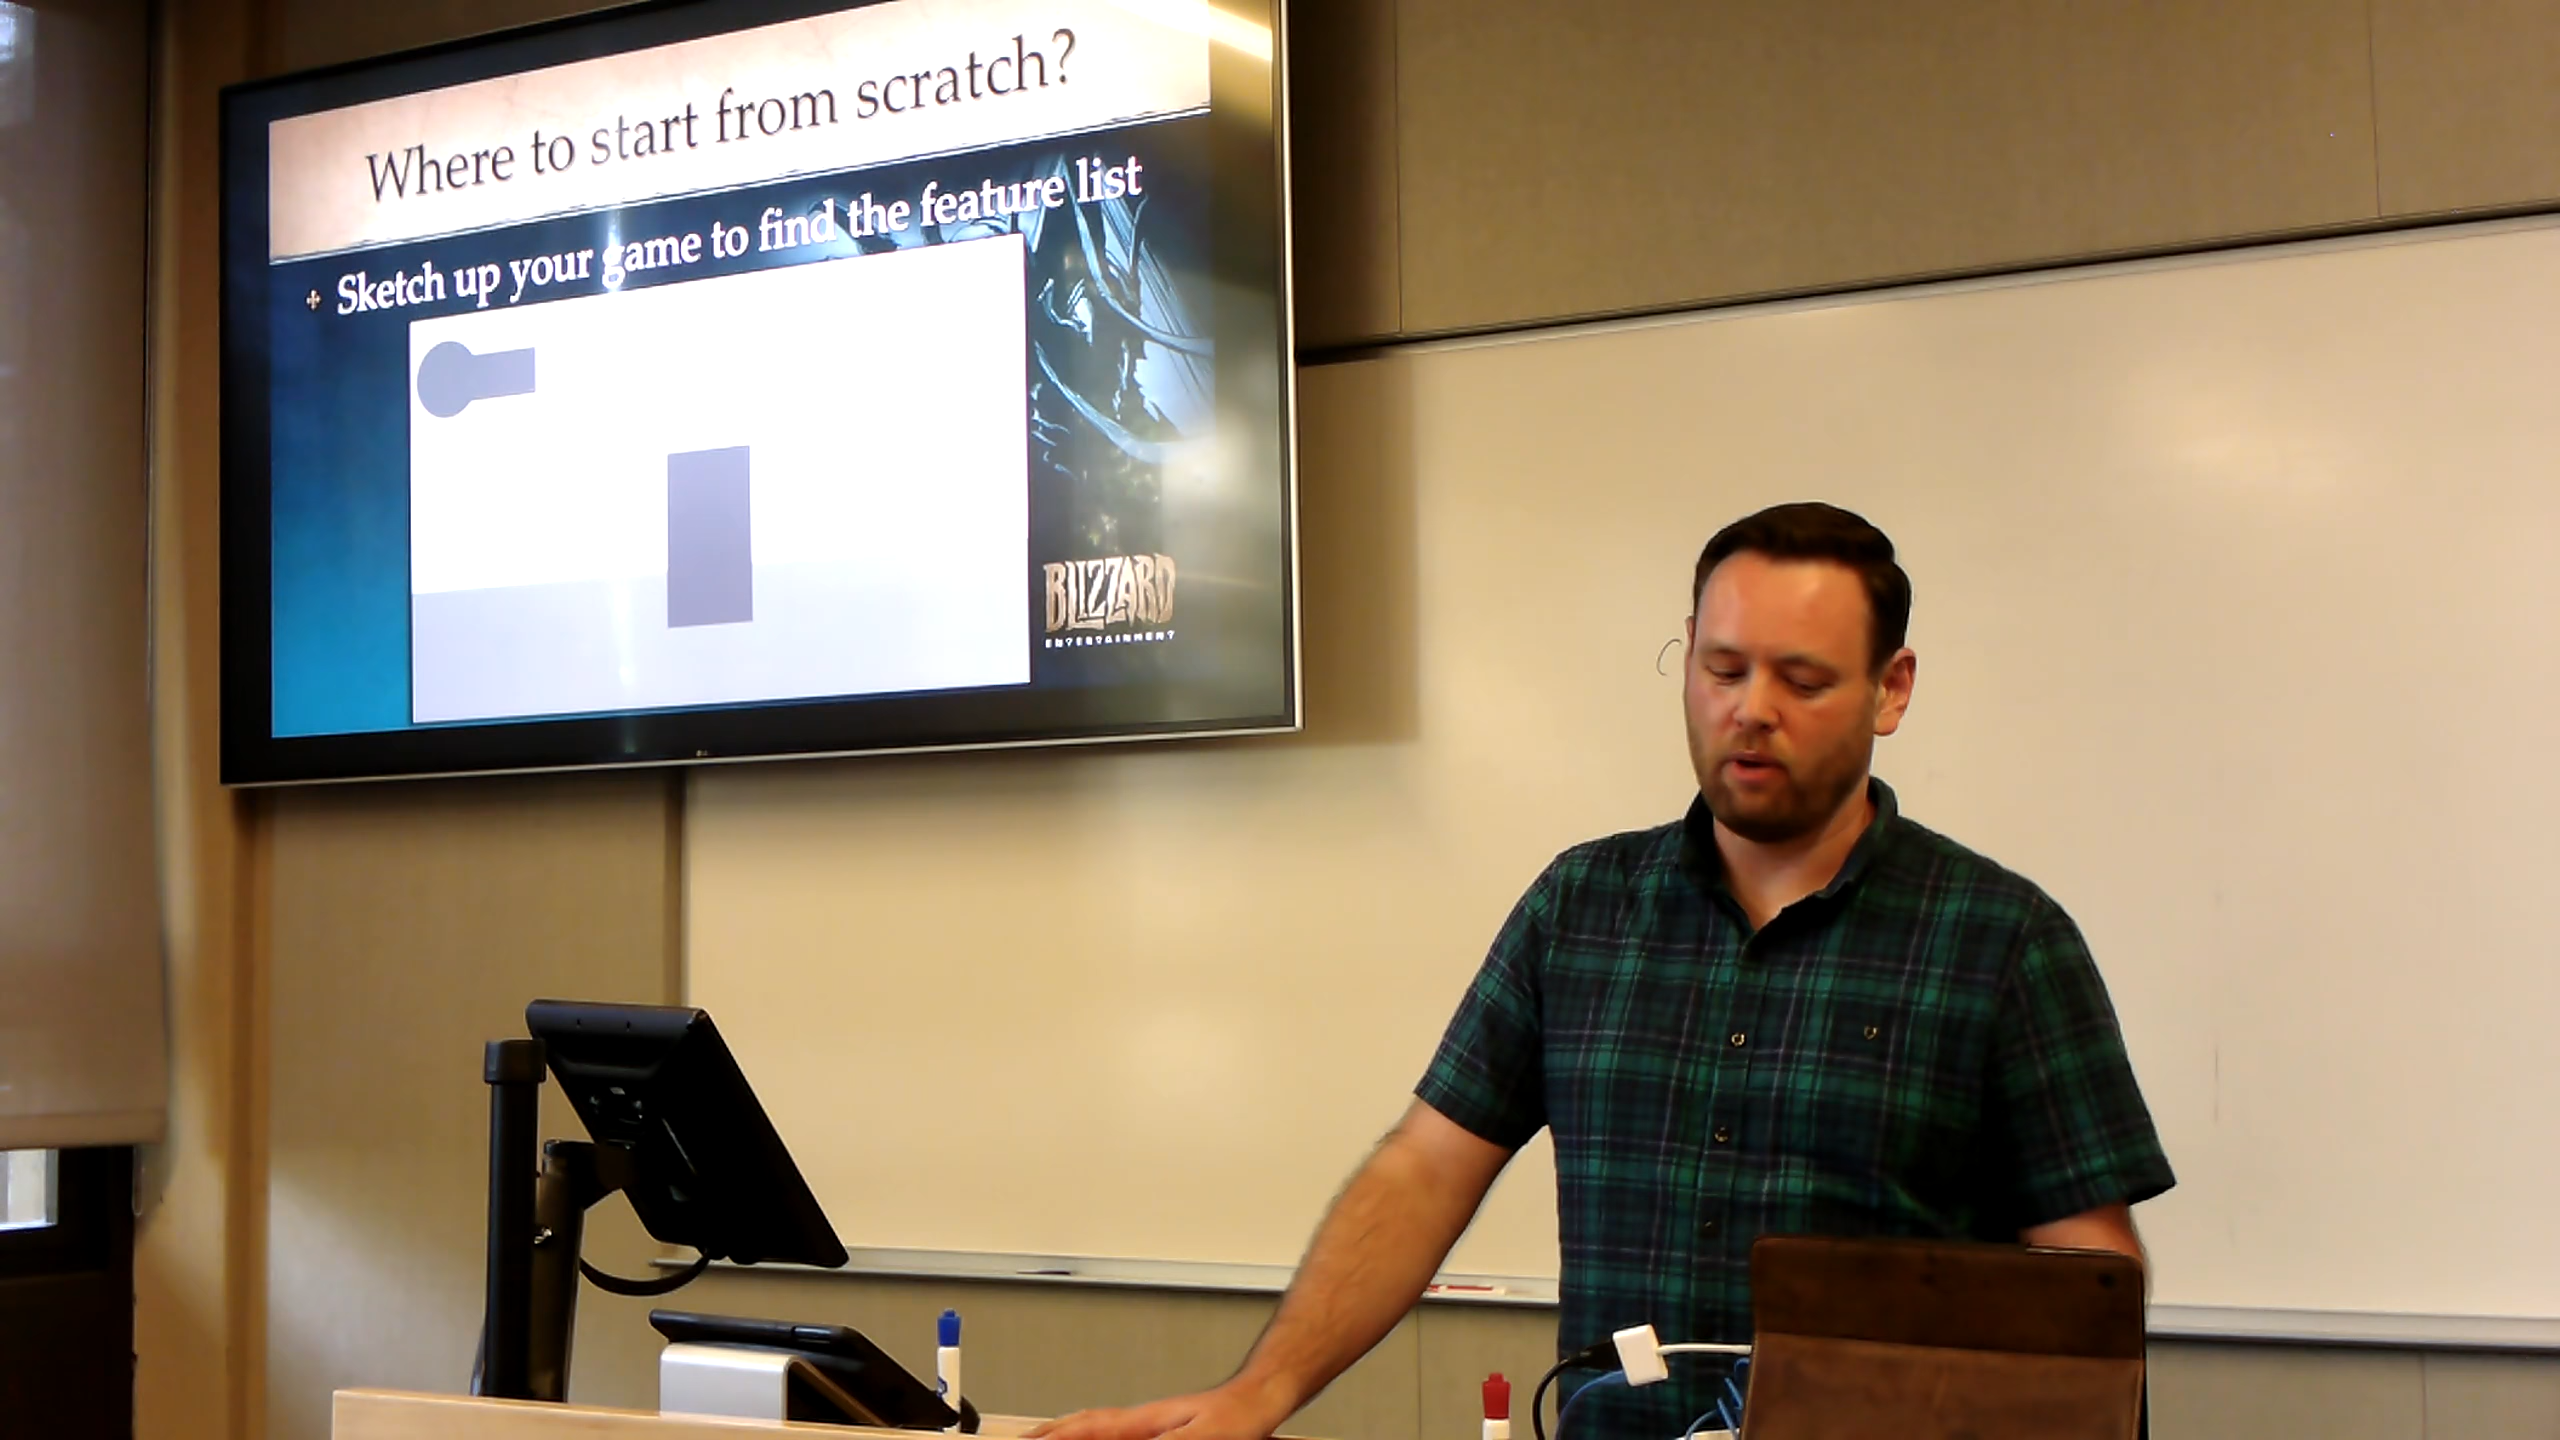 Where to start from scratch?
Sketch up your game to find the feature list
BLIZZARD
ENTERTAINMENT